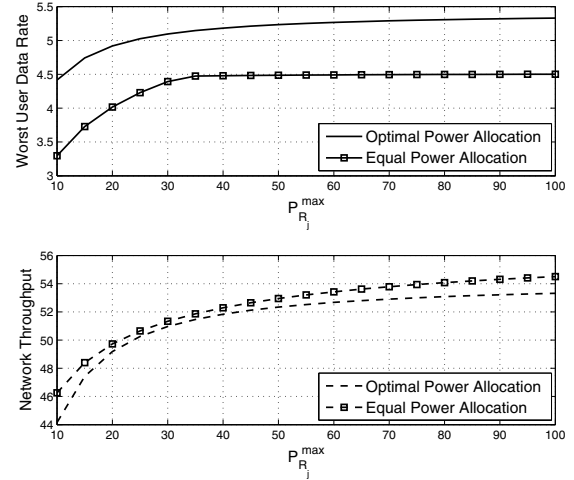 5.5
5
4.5
4
3.5
3
Worst User Data Rate
Optimal Power Allocation
Equal Power Allocation
10 20 30 40 50 60 70 80 90 100
P_{R_j}^{max}
56
54
52
50
48
46
44
Network Throughput
Optimal Power Allocation
Equal Power Allocation
10 20 30 40 50 60 70 80 90 100
P_{R_j}^{max}